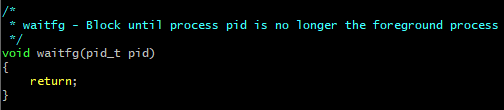 /*
 * waitfg - Block until process pid is no longer the foreground process
 */
void waitfg(pid_t pid)
{
    return;
}